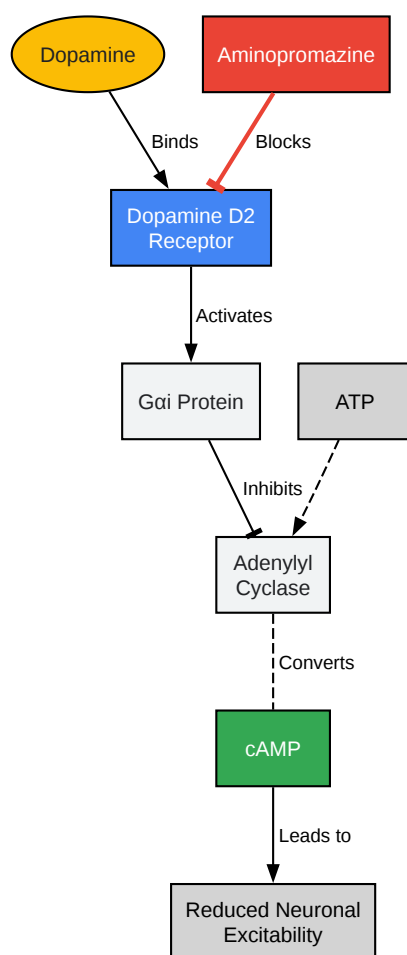 Dopamine
Aminopromazine
Binds
Blocks
Dopamine D2
Receptor
Activates
Gαi Protein
ATP
Inhibits
Adenylyl
Cyclase
Converts
cAMP
Leads to
Reduced Neuronal
Excitability